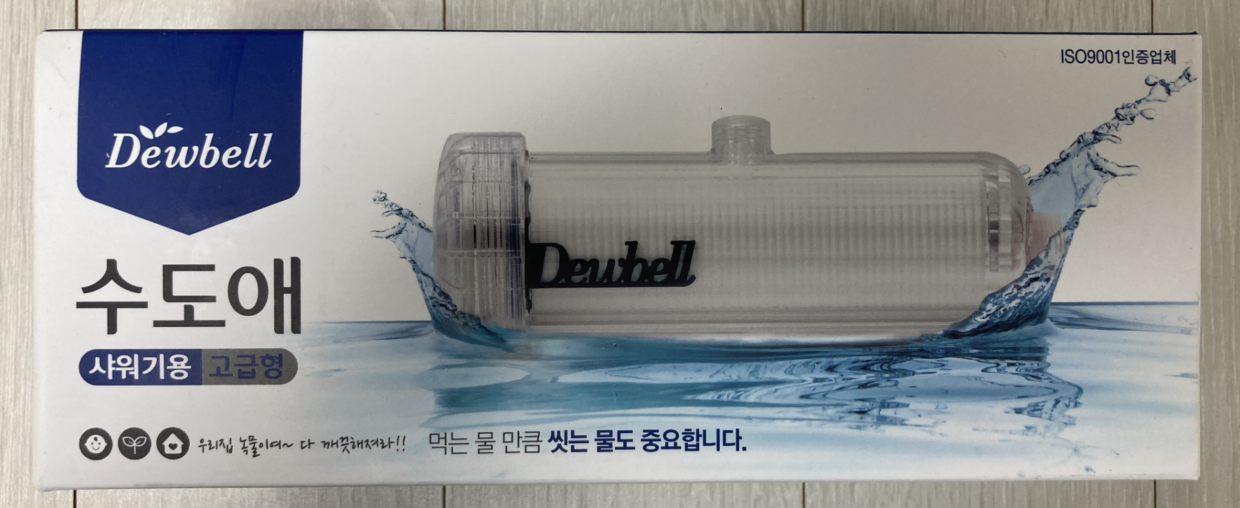 ISO9001인증업체
Dewbell
Dewbell
수도애
샤워기용 고급형
우리집 녹물이여~ 다 깨끗해져라!!
먹는 물 만큼 씻는 물도 중요합니다.